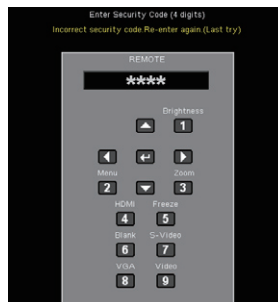 Enter Security Code (4 digits)
Incorrect security code.Re-enter again.(Last try)
REMOTE
****
Brightness
1
Menu
Zoom
2
3
HDMI
Freeze
4
5
Blank
S-Video
6
7
VGA
Video
8
9